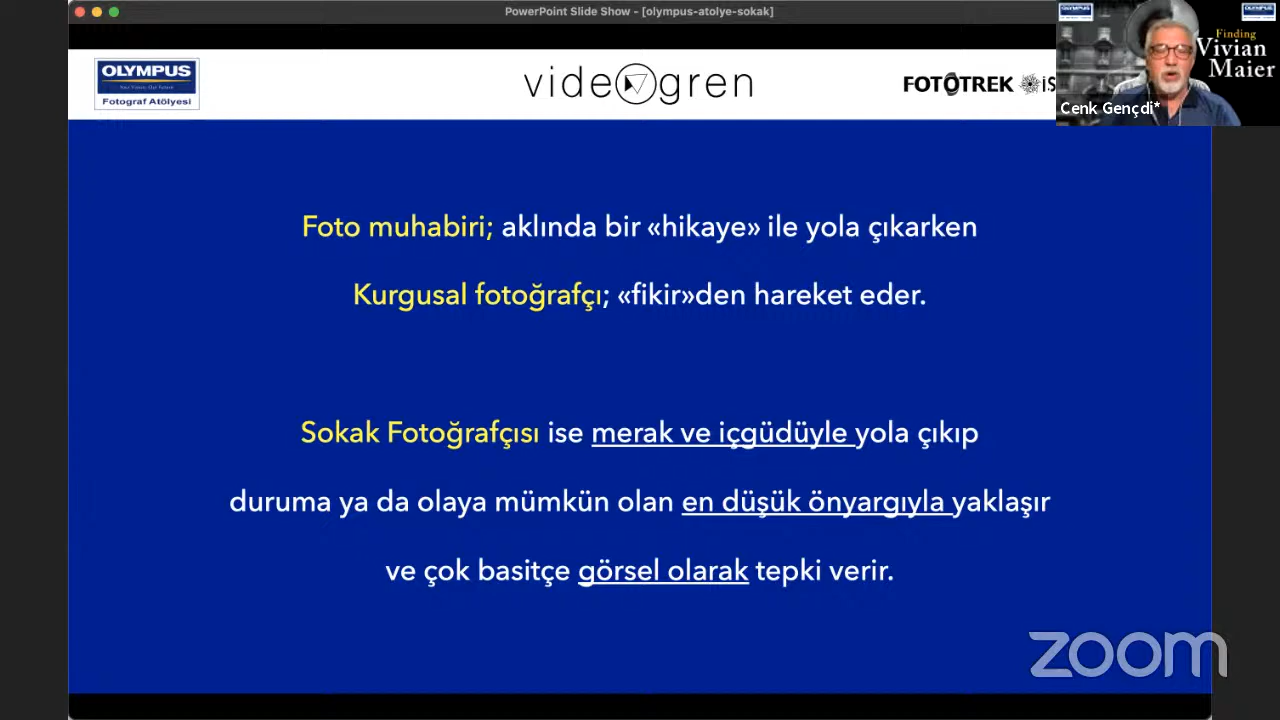 PowerPoint Slide Show - [olympus-atolye-sokak]
OLYMPUS
Fotograf Atölyesi
vide gren
FOTOTREK
Finding
Vivian
Maier
Cenk Gençdi*
Foto muhabiri; aklında bir «hikaye» ile yola çıkarken
Kurgusal fotoğrafçı; «fikir»den hareket eder.
Sokak Fotoğrafçısı ise merak ve içgüdüyle yola çıkıp
duruma ya da olaya mümkün olan en düşük önyargıyla yaklaşır
ve çok basitçe görsel olarak tepki verir.
zoom